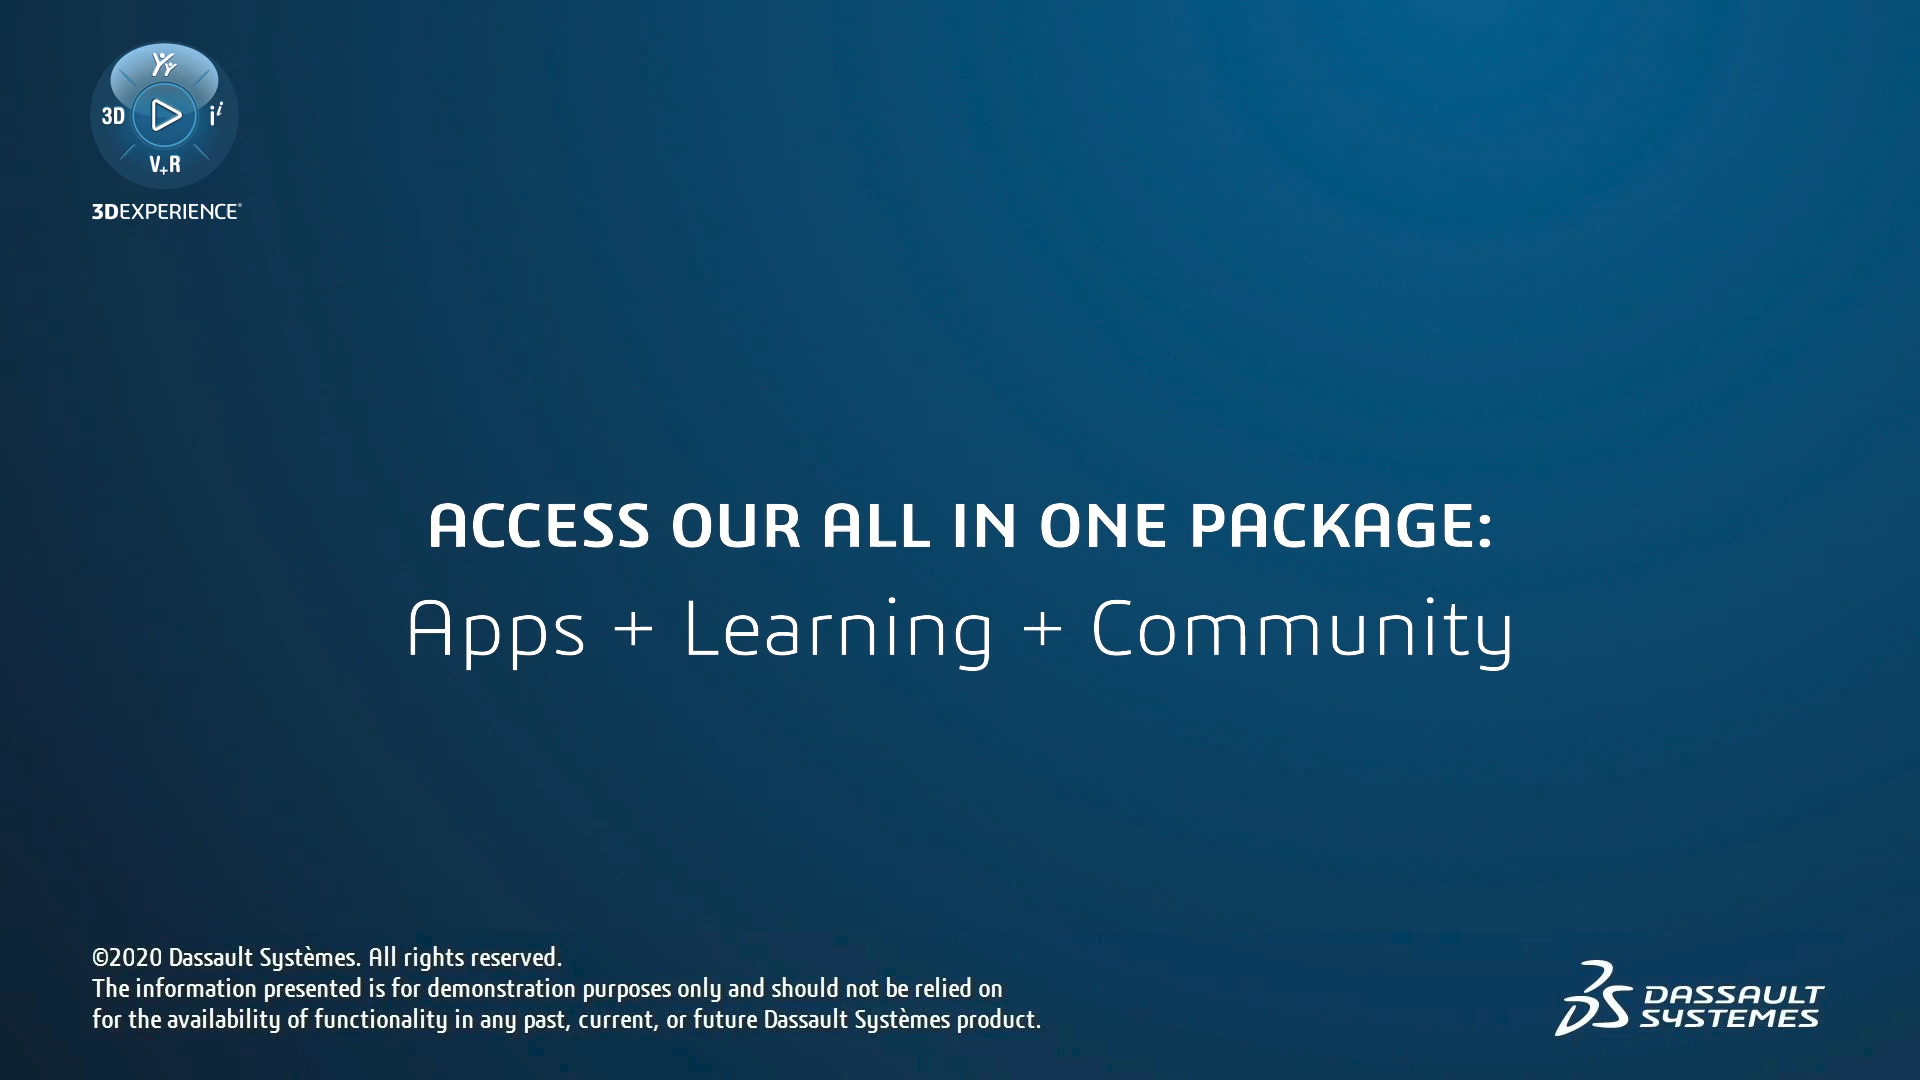 3D
i i
V+R
3DEXPERIENCE®
ACCESS OUR ALL IN ONE PACKAGE:
Apps + Learning + Community
©2020 Dassault Systèmes. All rights reserved.
The information presented is for demonstration purposes only and should not be relied on
for the availability of functionality in any past, current, or future Dassault Systèmes product.
3DS DASSAULT
SYSTEMES